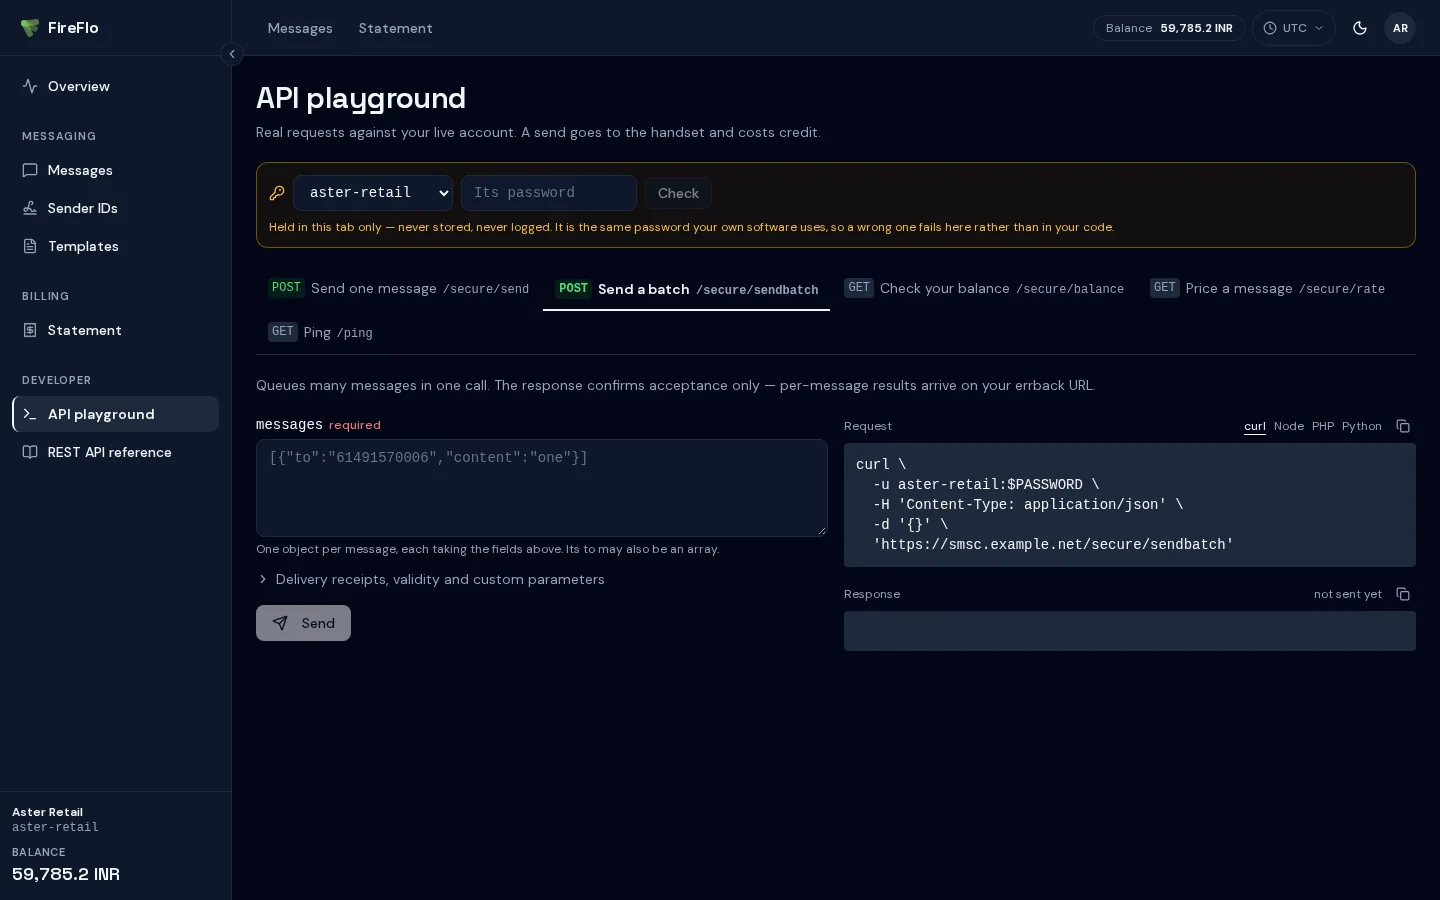 FireFlo
Messages Statement
Balance 59,785.2 INR
UTC
AR
Overview
MESSAGING
Messages
Sender IDs
Templates
BILLING
Statement
DEVELOPER
API playground
REST API reference
Aster Retail
aster-retail
BALANCE
59,785.2 INR
API playground
Real requests against your live account. A send goes to the handset and costs credit.
aster-retail Its password Check
Held in this tab only — never stored, never logged. It is the same password your own software uses, so a wrong one fails here rather than in your code.
POST Send one message /secure/send POST Send a batch /secure/sendbatch GET Check your balance /secure/balance GET Price a message /secure/rate
GET Ping /ping
Queues many messages in one call. The response confirms acceptance only — per-message results arrive on your errback URL.
messages required
[{"to":"61491570006","content":"one"}]
One object per message, each taking the fields above. Its to may also be an array.
Delivery receipts, validity and custom parameters
Send
Request curl Node PHP Python
curl \
-u aster-retail:$PASSWORD \
-H 'Content-Type: application/json' \
-d '{}' \
'https://smsc.example.net/secure/sendbatch'
Response not sent yet